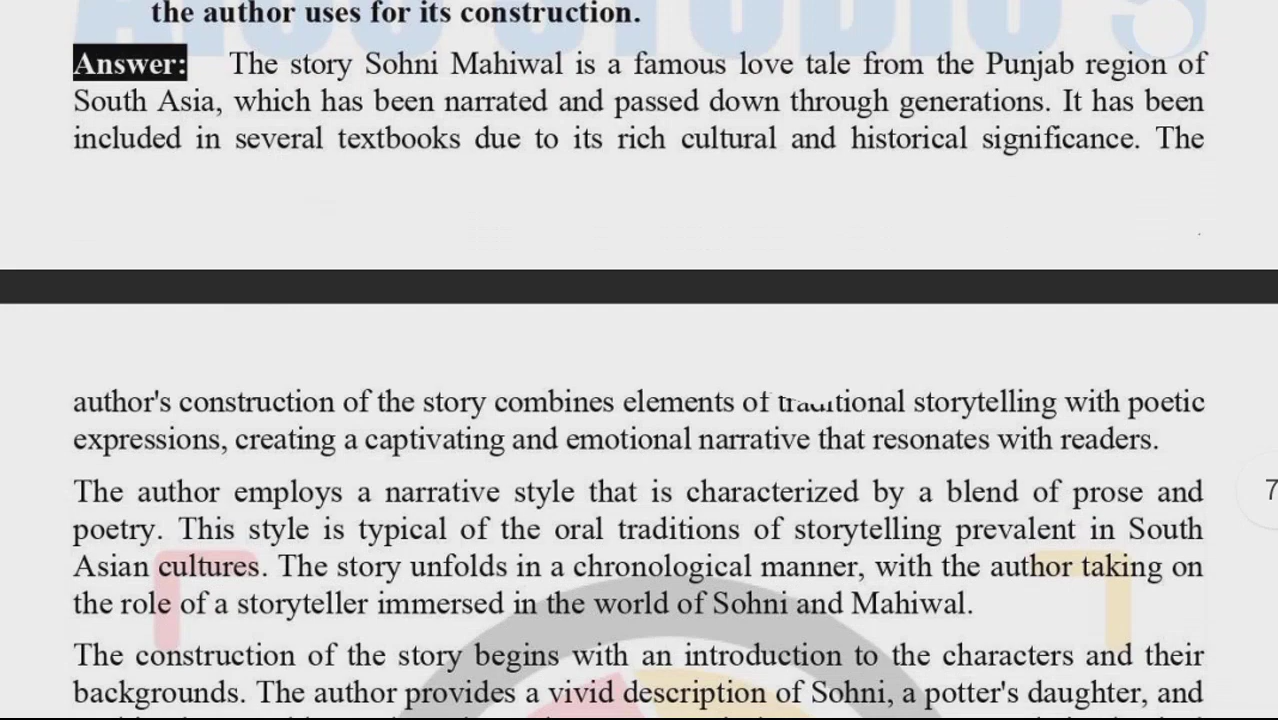 the author uses for its construction.
Answer: The story Sohni Mahiwal is a famous love tale from the Punjab region of
South Asia, which has been narrated and passed down through generations. It has been
included in several textbooks due to its rich cultural and historical significance. The
author's construction of the story combines elements of traditional storytelling with poetic
expressions, creating a captivating and emotional narrative that resonates with readers.
The author employs a narrative style that is characterized by a blend of prose and
poetry. This style is typical of the oral traditions of storytelling prevalent in South
Asian cultures. The story unfolds in a chronological manner, with the author taking on
the role of a storyteller immersed in the world of Sohni and Mahiwal.
7
The construction of the story begins with an introduction to the characters and their
backgrounds. The author provides a vivid description of Sohni, a potter's daughter, and